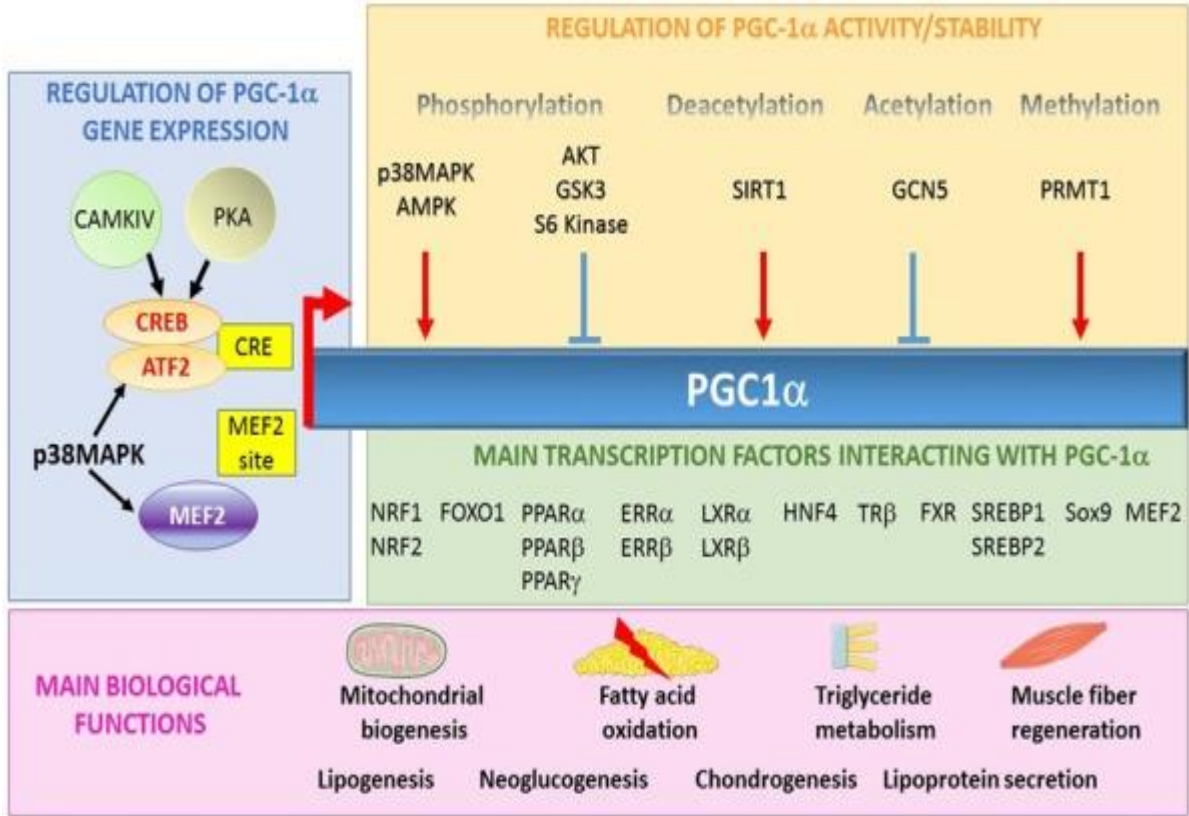 REGULATION OF PGC-1α
GENE EXPRESSION
CAMKIV
PKA
CREB
ATF2
CRE
p38MAPK
MEF2
site
MEF2
REGULATION OF PGC-1α ACTIVITY/STABILITY
Phosphorylation Deacetylation Acetylation Methylation
p38MAPK
AMPK
AKT
GSK3
S6 Kinase
SIRT1
GCN5
PRMT1
PGC1α
MAIN TRANSCRIPTION FACTORS INTERACTING WITH PGC-1α
NRF1 FOXO1 PPARα ERRα LXRα HNF4 TRβ FXR SREBP1 Sox9 MEF2
NRF2 PPARβ ERRβ LXRβ SREBP2
PPARγ
MAIN BIOLOGICAL
FUNCTIONS
Mitochondrial
biogenesis
Fatty acid
oxidation
Triglyceride
metabolism
Muscle fiber
regeneration
Lipogenesis Neoglucogenesis Chondrogenesis Lipoprotein secretion